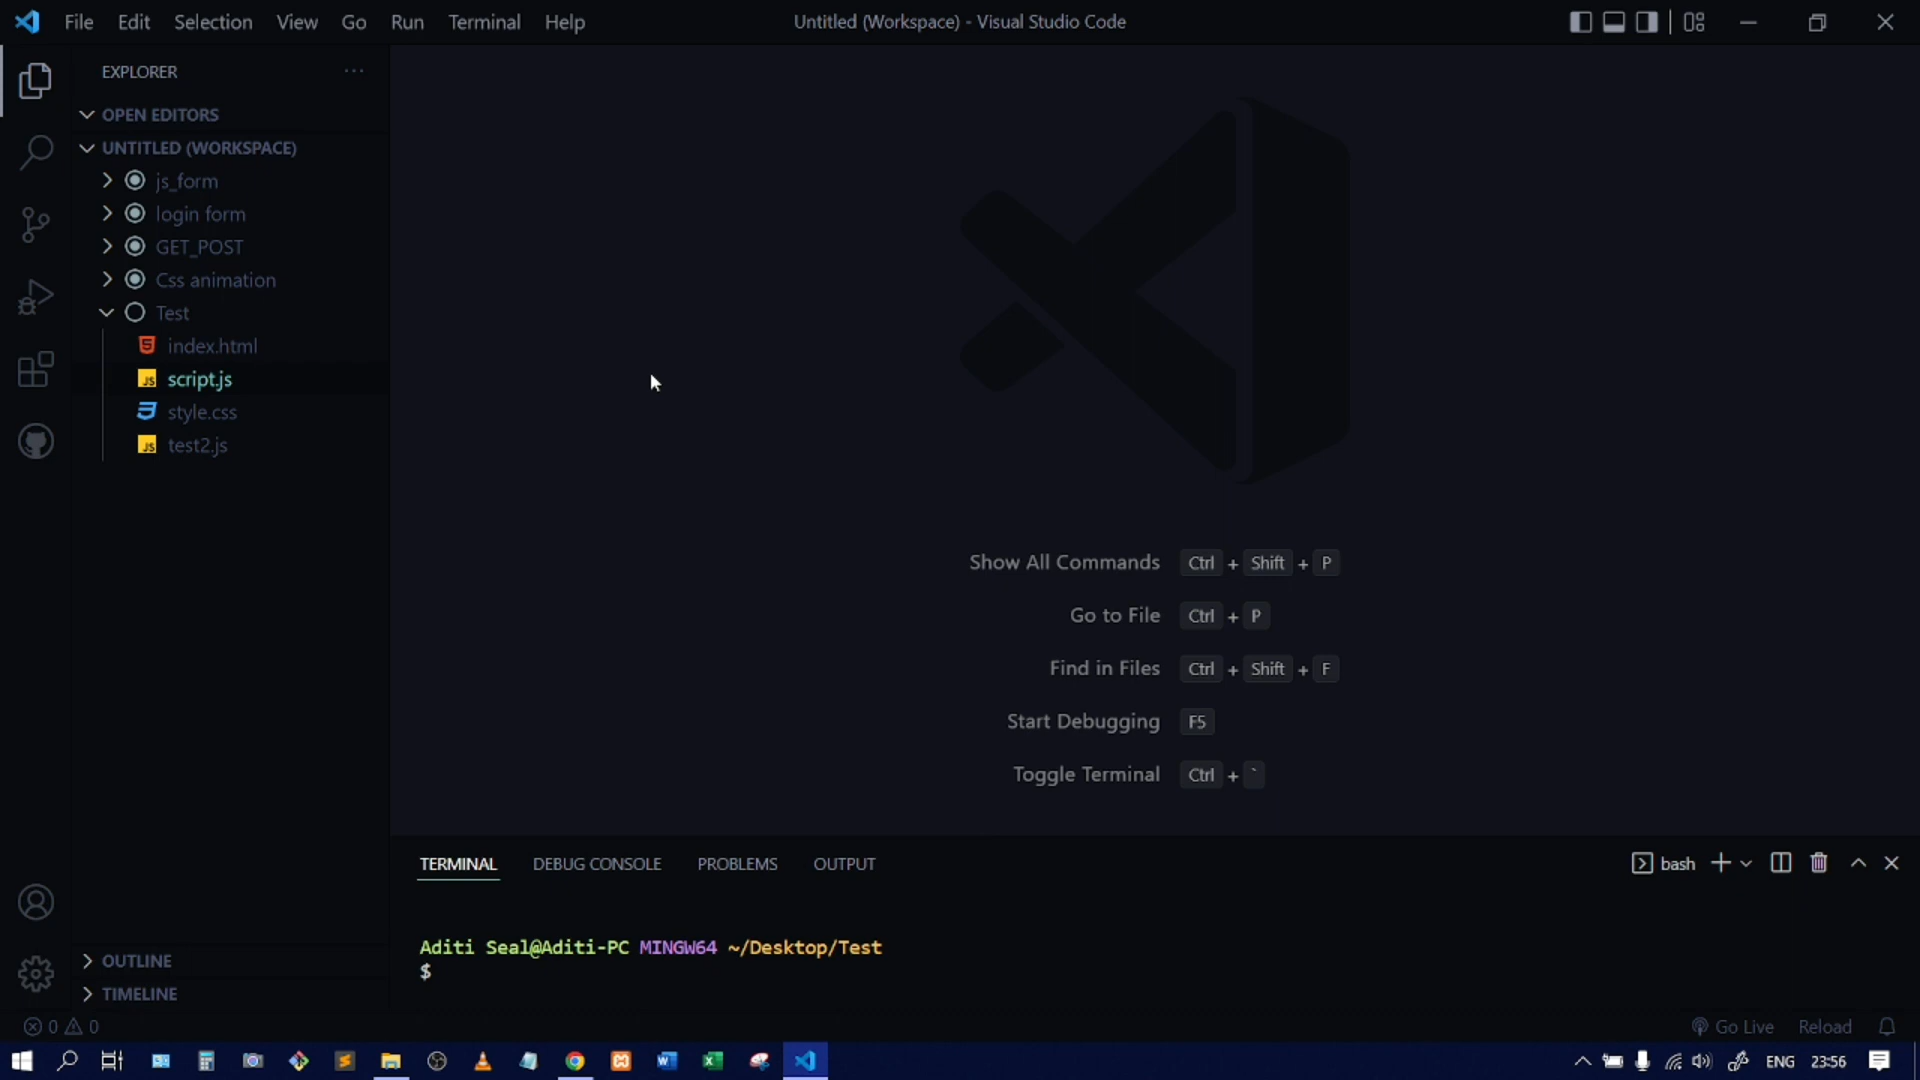 File Edit Selection View Go Run Terminal Help
Untitled (Workspace) - Visual Studio Code
EXPLORER
OPEN EDITORS
UNTITLED (WORKSPACE)
js_form
login form
GET_POST
Css animation
Test
index.html
script.js
style.css
test2.js
OUTLINE
TIMELINE
Show All Commands Ctrl + Shift + P
Go to File Ctrl + P
Find in Files Ctrl + Shift + F
Start Debugging F5
Toggle Terminal Ctrl + `
TERMINAL DEBUG CONSOLE PROBLEMS OUTPUT
bash
Aditi Seal@Aditi-PC MINGW64 ~/Desktop/Test
$
0 0
Go Live Reload
ENG 23:56